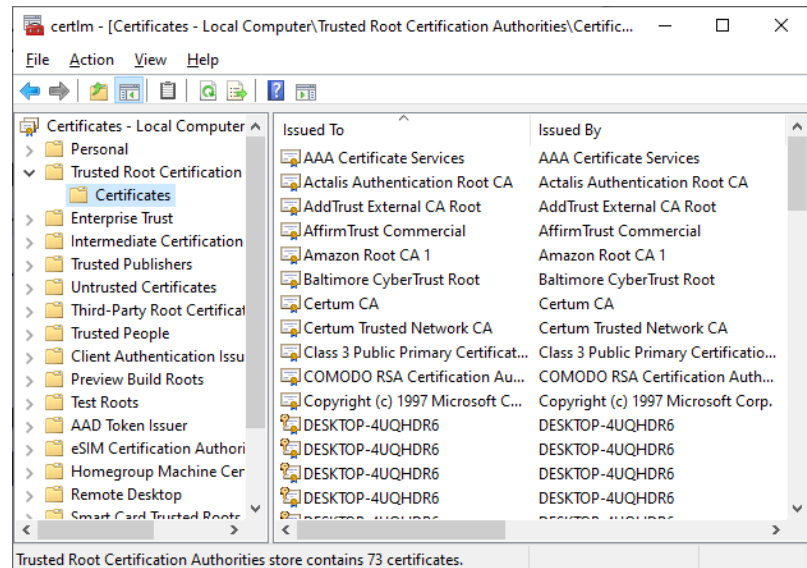 certlm - [Certificates - Local Computer\Trusted Root Certification Authorities\Certific...
File Action View Help
Certificates - Local Computer
Personal
Trusted Root Certification
Certificates
Enterprise Trust
Intermediate Certification
Trusted Publishers
Untrusted Certificates
Third-Party Root Certificat
Trusted People
Client Authentication Issu
Preview Build Roots
Test Roots
AAD Token Issuer
eSIM Certification Authori
Homegroup Machine Cer
Remote Desktop
Smart Card Trusted Roots
Issued To Issued By
AAA Certificate Services AAA Certificate Services
Actalis Authentication Root CA Actalis Authentication Root CA
AddTrust External CA Root AddTrust External CA Root
AffirmTrust Commercial AffirmTrust Commercial
Amazon Root CA 1 Amazon Root CA 1
Baltimore CyberTrust Root Baltimore CyberTrust Root
Certum CA Certum CA
Certum Trusted Network CA Certum Trusted Network CA
Class 3 Public Primary Certificat... Class 3 Public Primary Certificatio...
COMODO RSA Certification Au... COMODO RSA Certification Auth...
Copyright (c) 1997 Microsoft C... Copyright (c) 1997 Microsoft Corp.
DESKTOP-4UQHDR6 DESKTOP-4UQHDR6
DESKTOP-4UQHDR6 DESKTOP-4UQHDR6
DESKTOP-4UQHDR6 DESKTOP-4UQHDR6
DESKTOP-4UQHDR6 DESKTOP-4UQHDR6
DESKTOP-4UQHDR6 DESKTOP-4UQHDR6
Trusted Root Certification Authorities store contains 73 certificates.